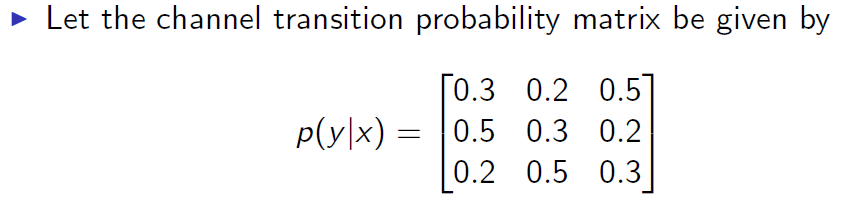 ▶ Let the channel transition probability matrix be given by
p(y|x) = [0.3 0.2 0.5
0.5 0.3 0.2
0.2 0.5 0.3]